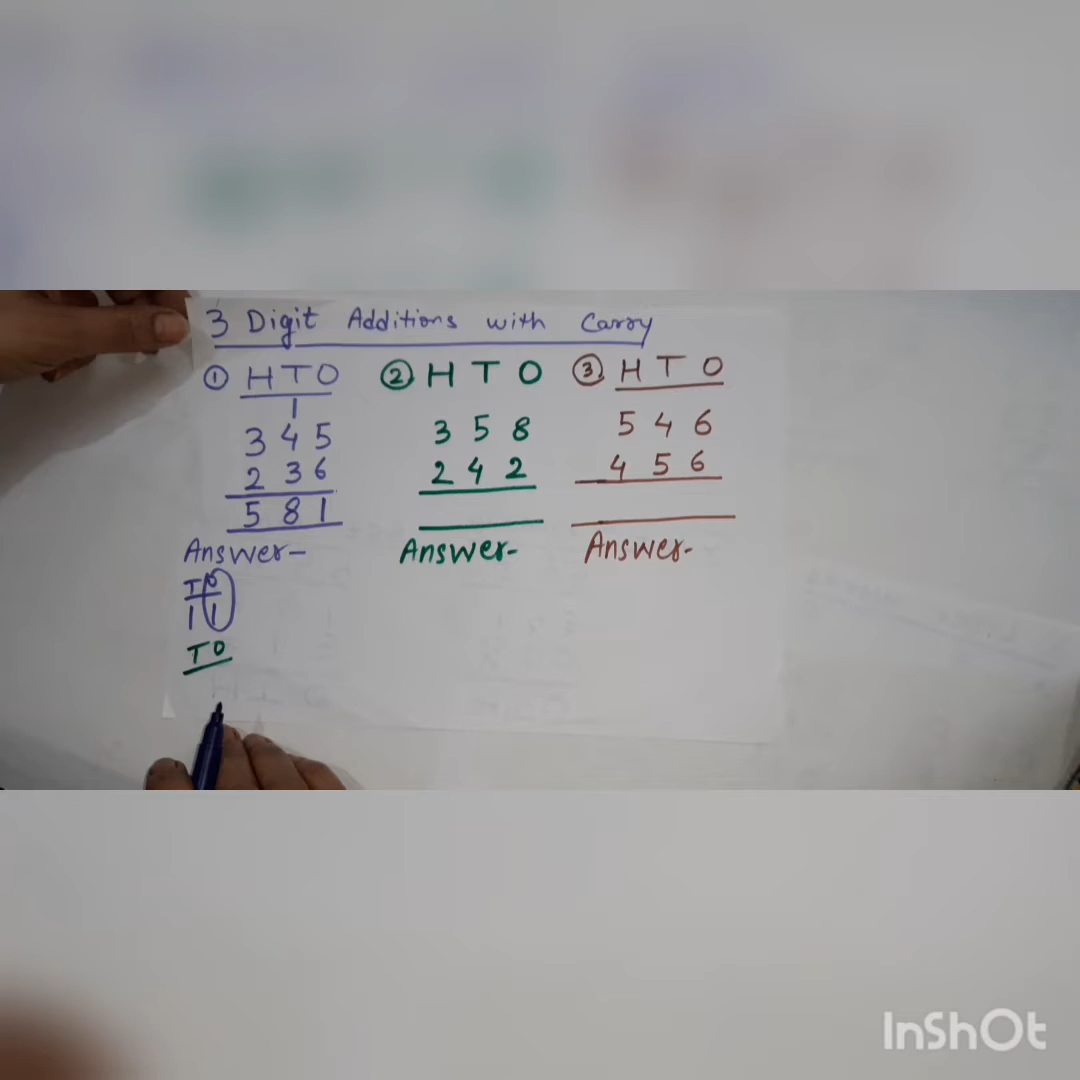 3 Digit Additions with Carry
① H T O ② H T O ③ H T O
1
3 4 5 3 5 8 5 4 6
2 3 6 2 4 2 4 5 6
5 8 1
Answer- Answer- Answer-
T O
1 1
T O
InShOt